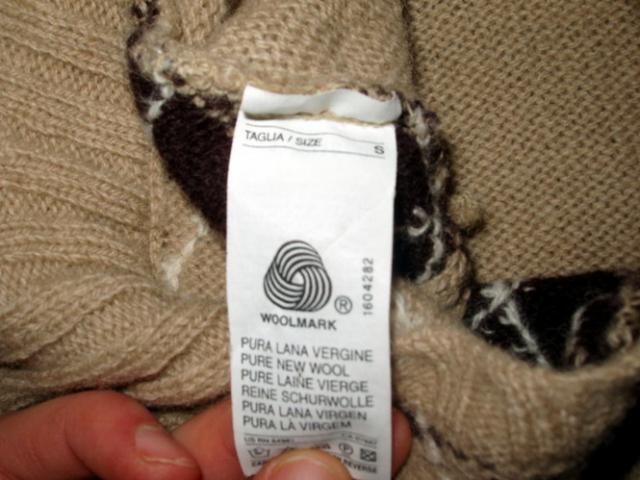 TAGLIA / SIZE
S
WOOLMARK ®
1604282
PURA LANA VERGINE
PURE NEW WOOL
PURE LAINE VIERGE
REINE SCHURWOLLE
PURA LANA VIRGEN
PURA LÀ VIRGEM